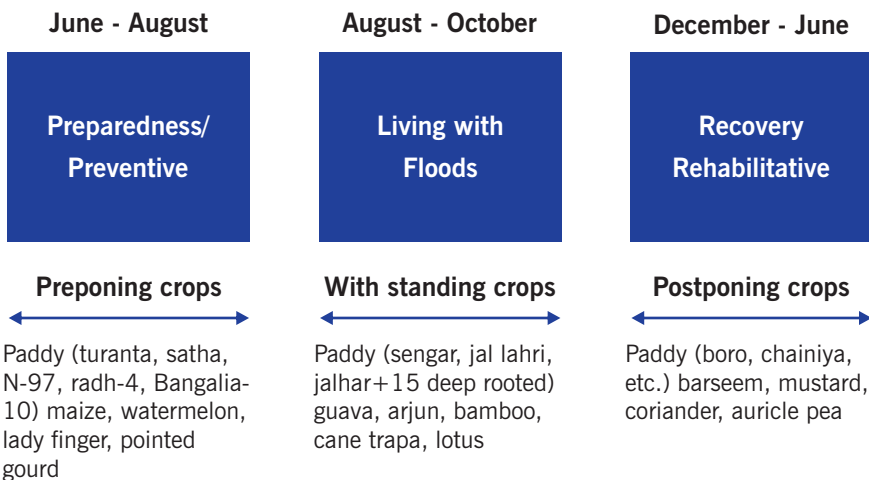 June - August
Preparedness/
Preventive
Preponing crops
Paddy (turanta, satha,
N-97, radh-4, Bangalia-
10) maize, watermelon,
lady finger, pointed
gourd
August - October
Living with
Floods
With standing crops
Paddy (sengar, jal lahri,
jalhar+15 deep rooted)
guava, arjun, bamboo,
cane trapa, lotus
December - June
Recovery
Rehabilitative
Postponing crops
Paddy (boro, chainiya,
etc.) barseem, mustard,
coriander, auricle pea